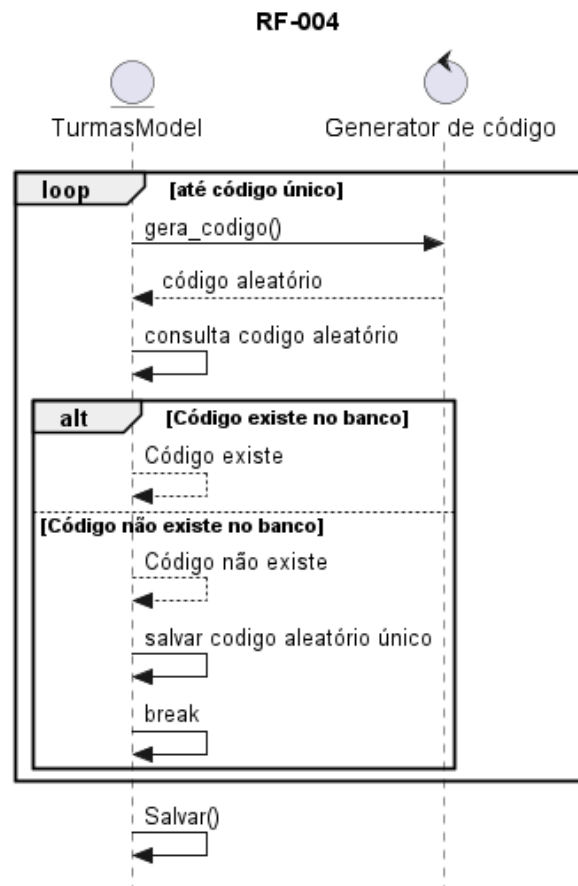 RF-004
TurmasModel
Generator de código
loop
[até código único]
gera_codigo()
código aleatório
consulta codigo aleatório
alt
[Código existe no banco]
Código existe
[Código não existe no banco]
Código não existe
salvar codigo aleatório único
break
Salvar()